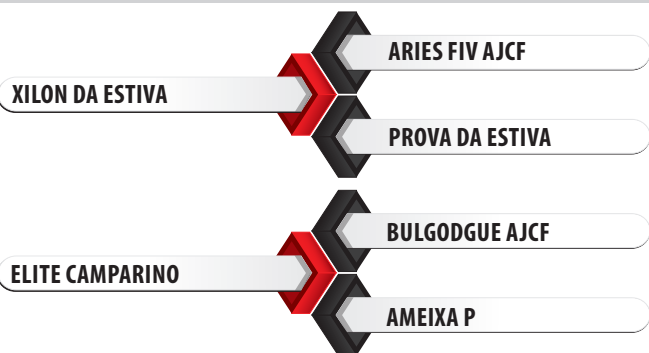 ARIES FIV AJCF
XILON DA ESTIVA
PROVA DA ESTIVA
BULGODGUE AJCF
ELITE CAMPARINO
AMEIXA P